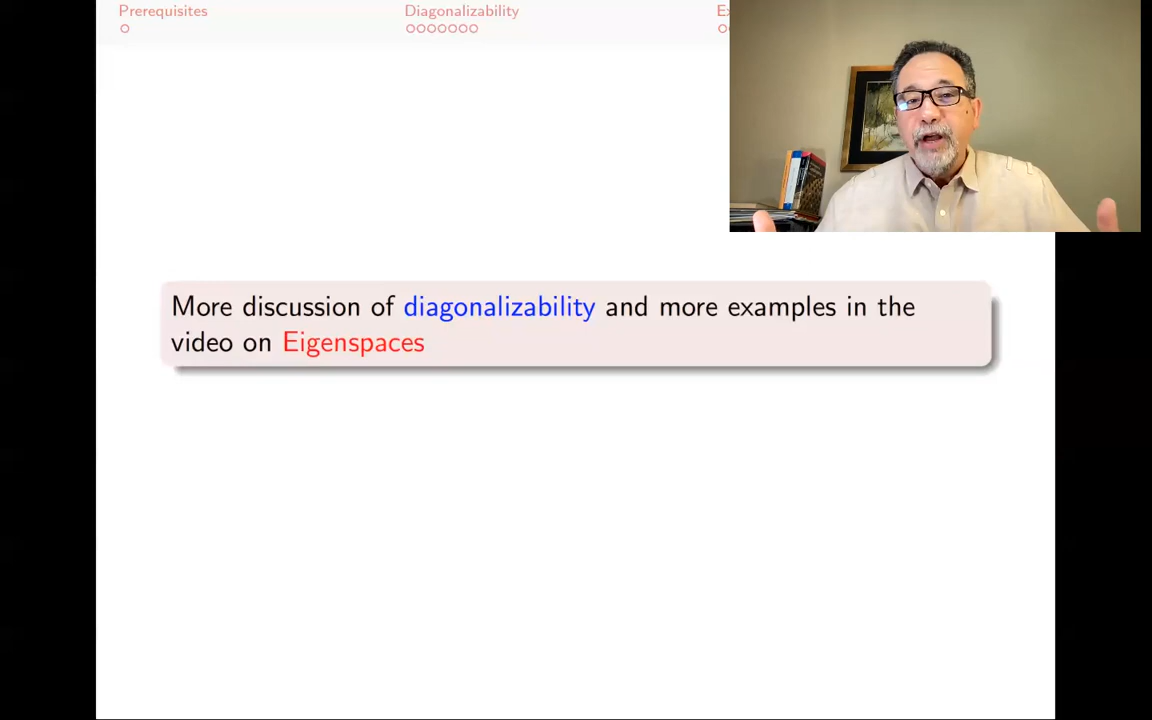 Prerequisites
Diagonalizability
More discussion of diagonalizability and more examples in the
video on Eigenspaces